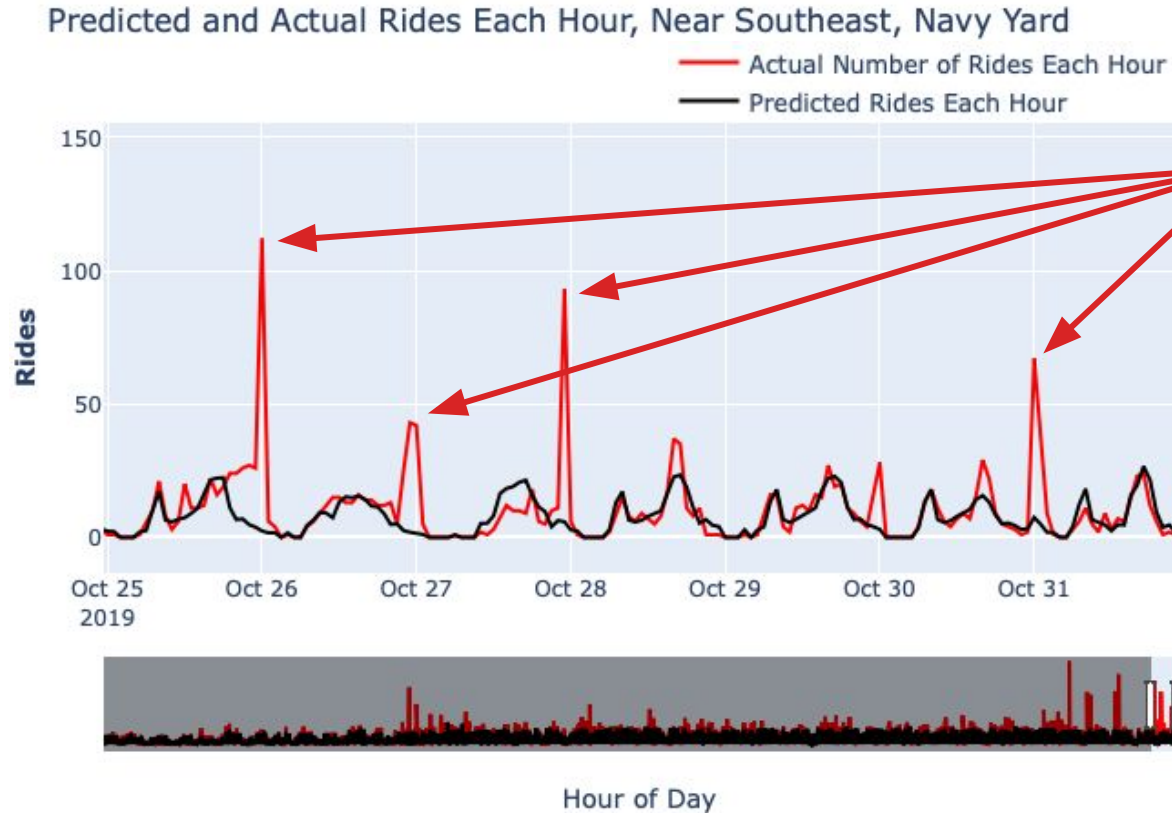 Predicted and Actual Rides Each Hour, Near Southeast, Navy Yard
Actual Number of Rides Each Hour
Predicted Rides Each Hour
150
100
50
0
Rides
Oct 25 Oct 26 Oct 27 Oct 28 Oct 29 Oct 30 Oct 31
2019
Hour of Day